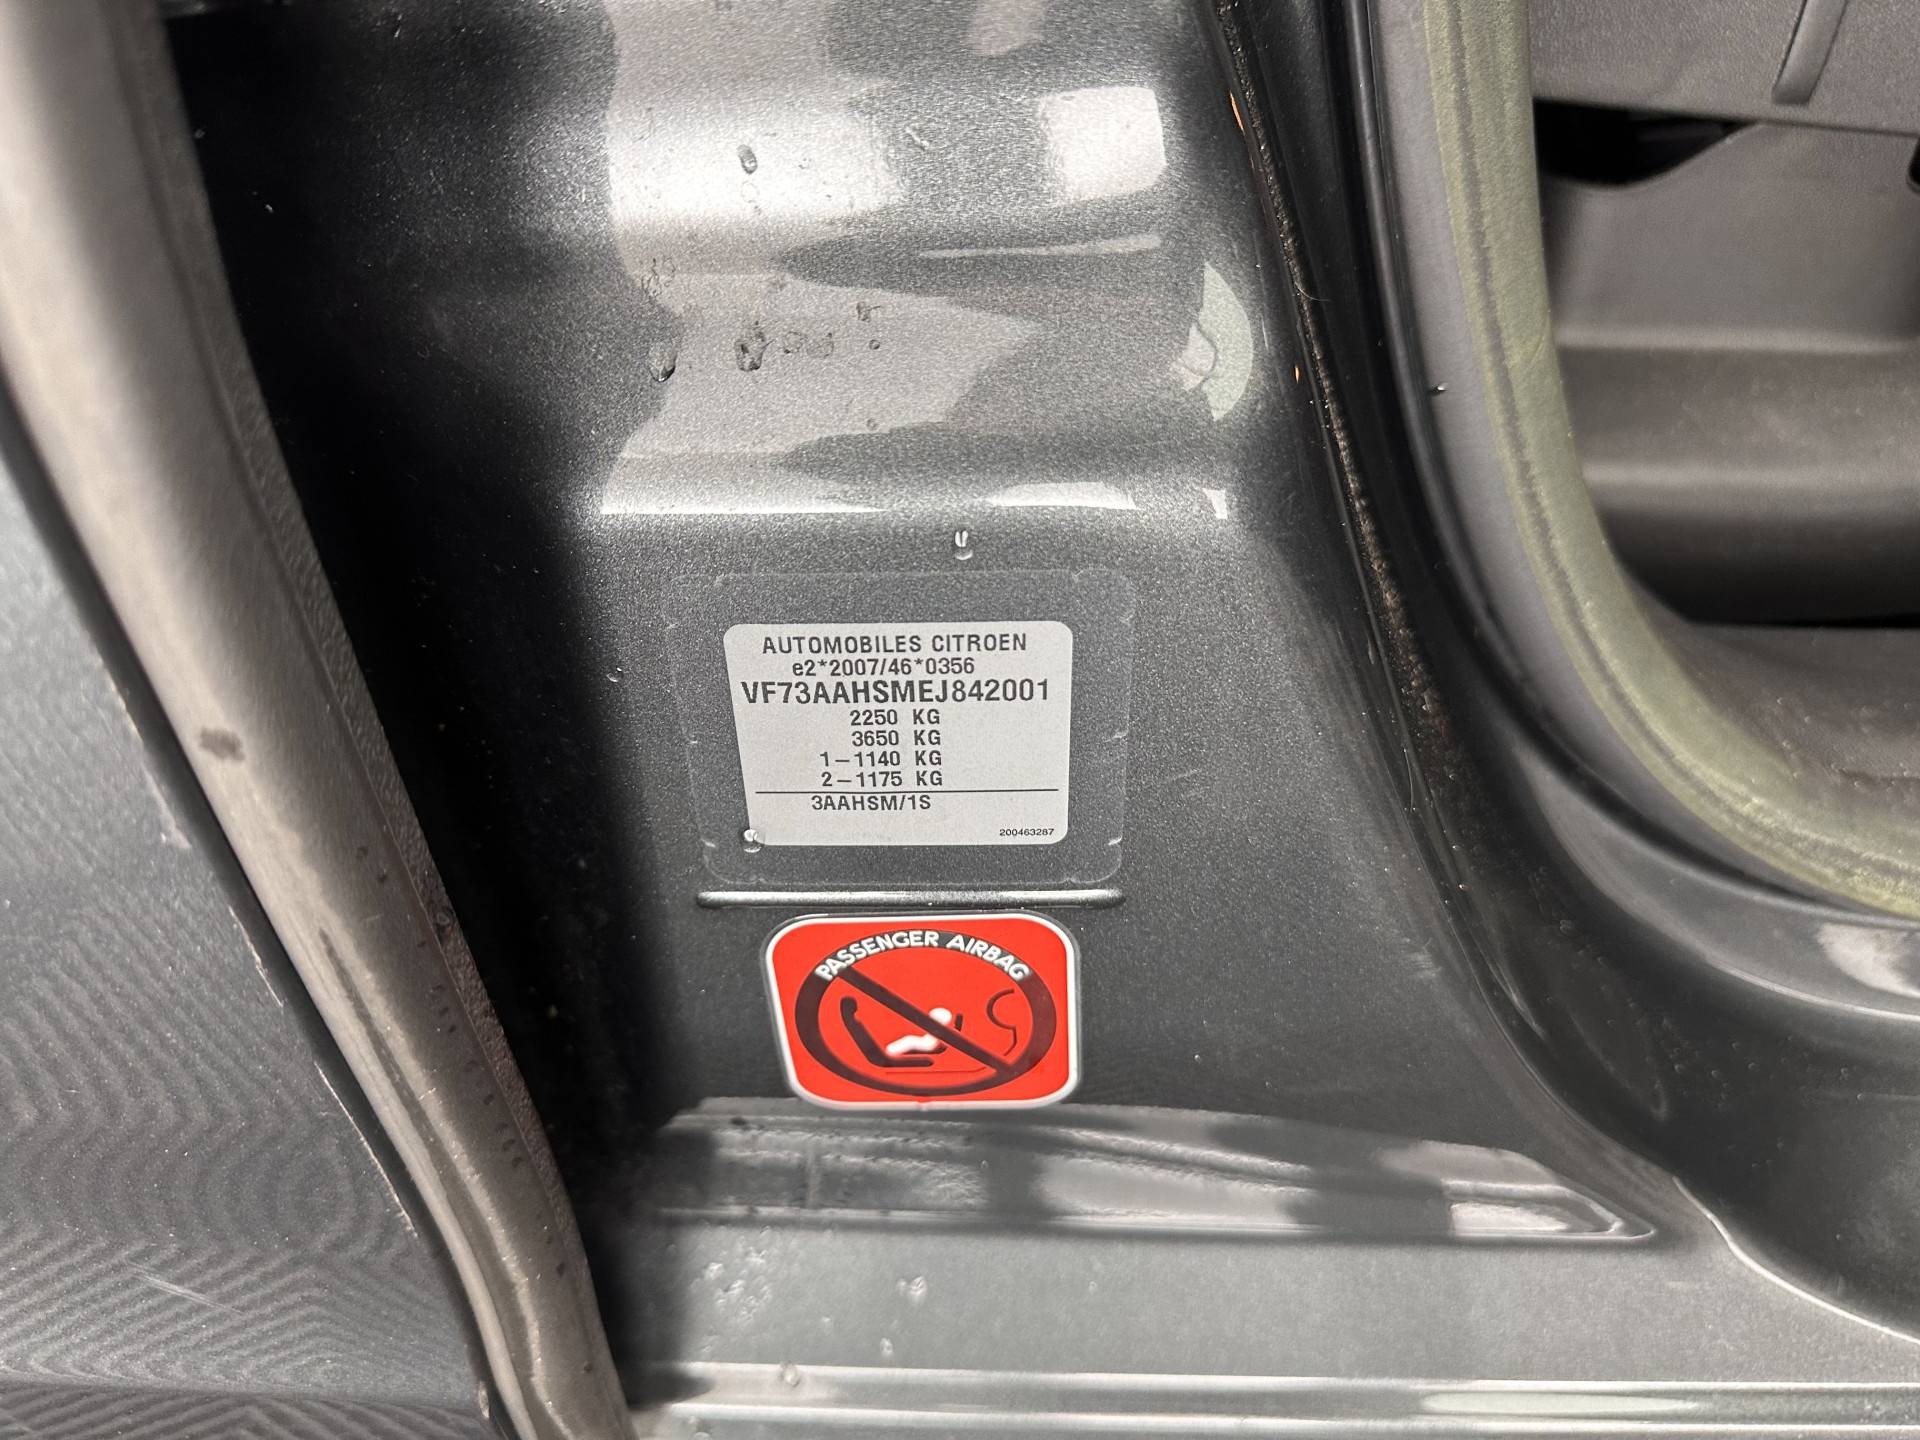 AUTOMOBILES CITROEN
e2*2007/46*0356
VF73AAHSMEJ842001
2250 KG
3650 KG
1-1140 KG
2-1175 KG
3AAHSM/1S
200463287
PASSENGER AIRBAG